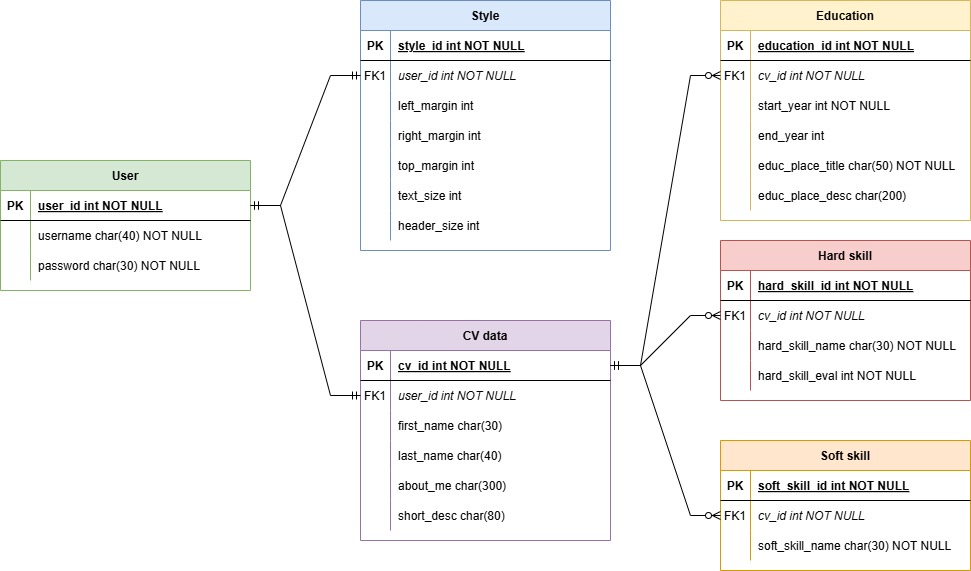 User
PK user_id int NOT NULL
username char(40) NOT NULL
password char(30) NOT NULL
Style
PK style_id int NOT NULL
FK1 user_id int NOT NULL
left_margin int
right_margin int
top_margin int
text_size int
header_size int
CV data
PK cv_id int NOT NULL
FK1 user_id int NOT NULL
first_name char(30)
last_name char(40)
about_me char(300)
short_desc char(80)
Education
PK education_id int NOT NULL
FK1 cv_id int NOT NULL
start_year int NOT NULL
end_year int
educ_place_title char(50) NOT NULL
educ_place_desc char(200)
Hard skill
PK hard_skill_id int NOT NULL
FK1 cv_id int NOT NULL
hard_skill_name char(30) NOT NULL
hard_skill_eval int NOT NULL
Soft skill
PK soft_skill_id int NOT NULL
FK1 cv_id int NOT NULL
soft_skill_name char(30) NOT NULL